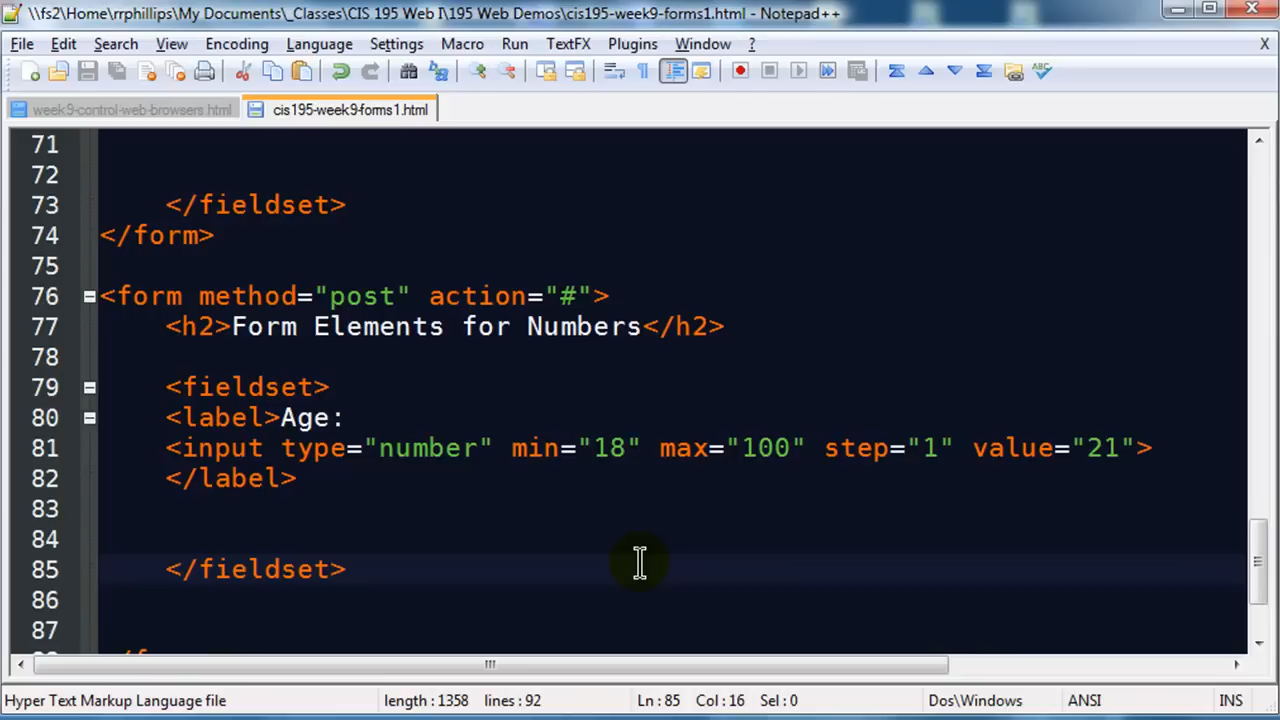 \\fs2\Home\rrphillips\My Documents\_Classes\CIS 195 Web I\195 Web Demos\cis195-week9-forms1.html - Notepad++
File Edit Search View Encoding Language Settings Macro Run TextFX Plugins Window ? X
week9-control-web-browsers.html cis195-week9-forms1.html
71
72
73 </fieldset>
74 </form>
75
76 <form method="post" action="#">
77 <h2>Form Elements for Numbers</h2>
78
79 <fieldset>
80 <label>Age:
81 <input type="number" min="18" max="100" step="1" value="21">
82 </label>
83
84
85 </fieldset>
86
87
Hyper Text Markup Language file length : 1358 lines : 92 Ln : 85 Col : 16 Sel : 0 Dos\Windows ANSI INS